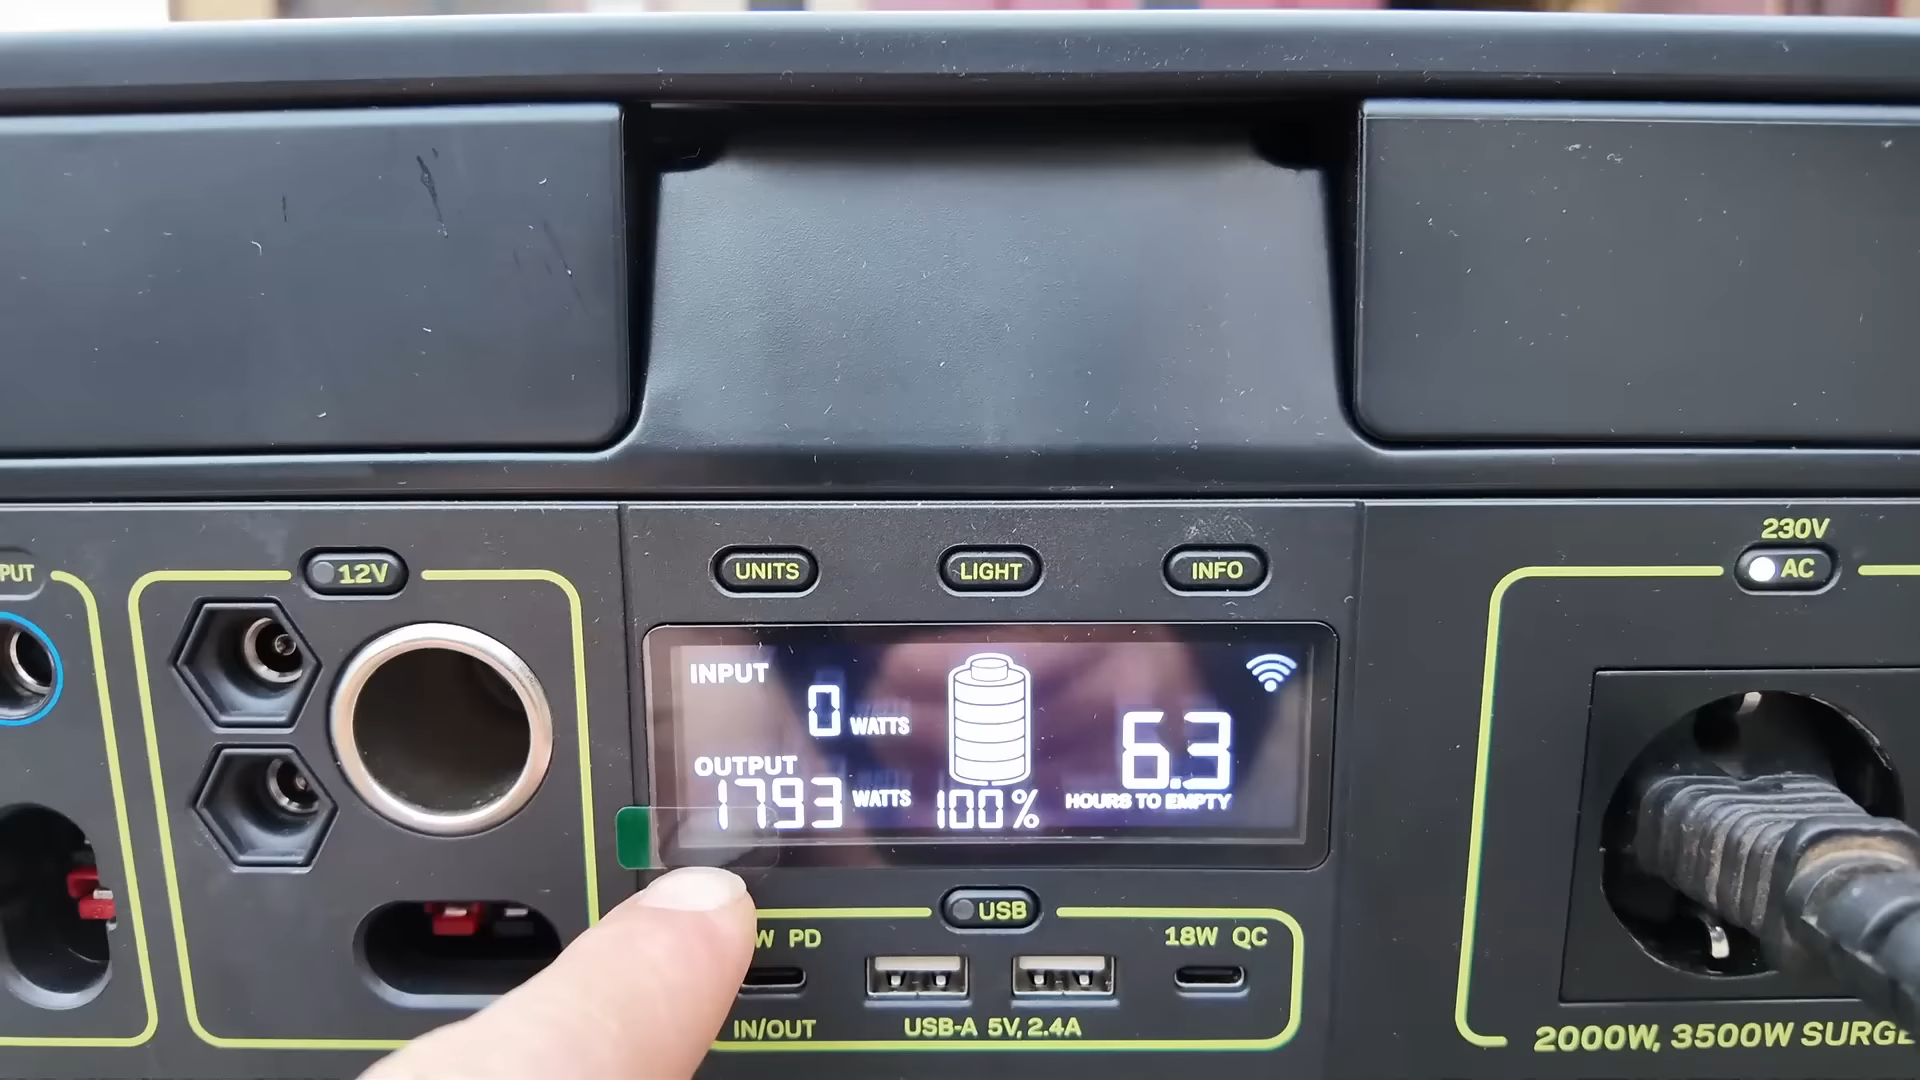 230V
PUT
12V
UNITS
LIGHT
INFO
AC
INPUT
0 WATTS
OUTPUT
1793 WATTS
100%
6.3
HOURS TO EMPTY
USB
W PD
18W QC
IN/OUT
USB-A 5V, 2.4A
2000W, 3500W SURGE